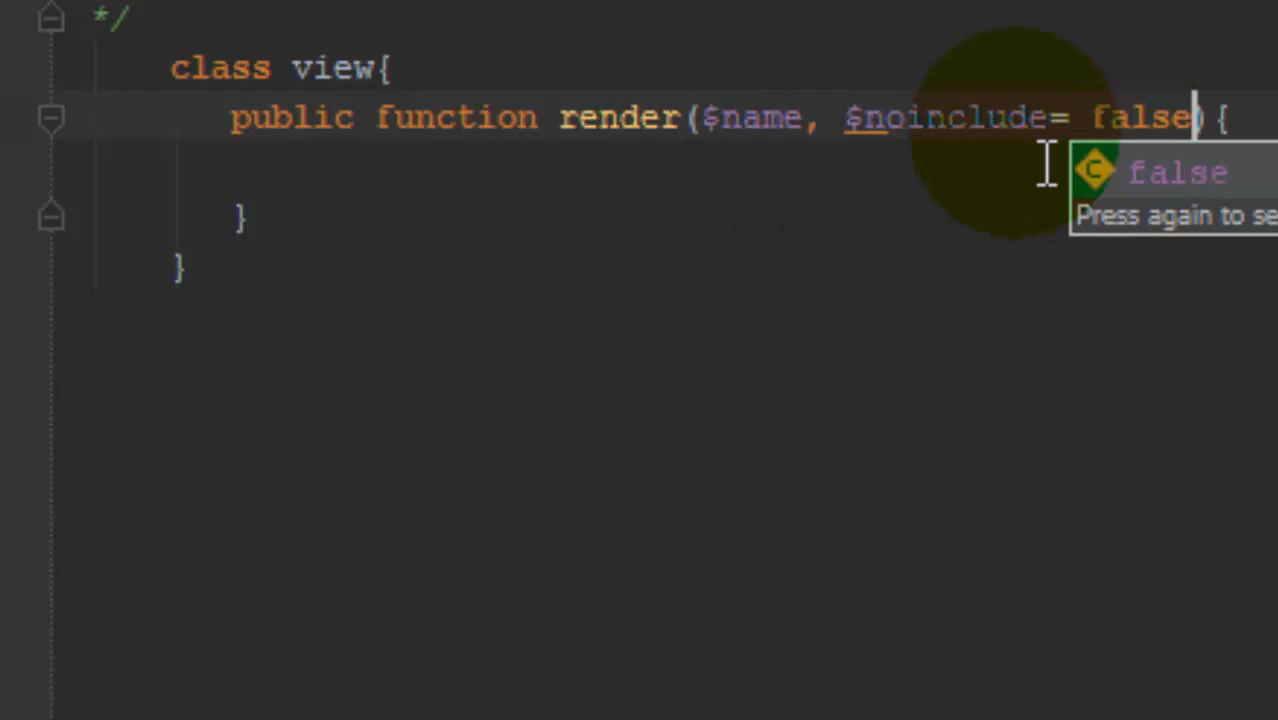 */
class view{
public function render($name, $noinclude= false){
false
Press again to se
}
}